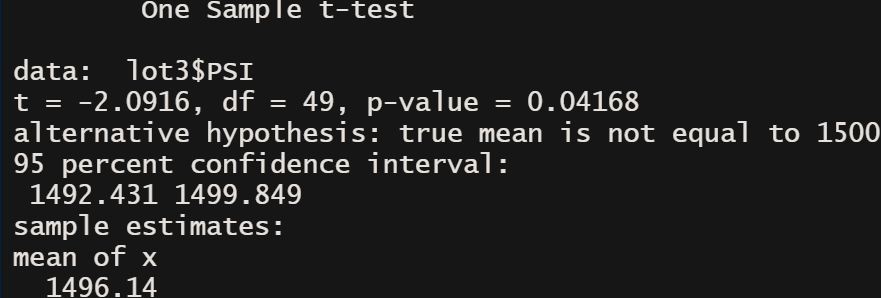 One Sample t-test
data: lot3$PSI
t = -2.0916, df = 49, p-value = 0.04168
alternative hypothesis: true mean is not equal to 1500
95 percent confidence interval:
1492.431 1499.849
sample estimates:
mean of x
1496.14